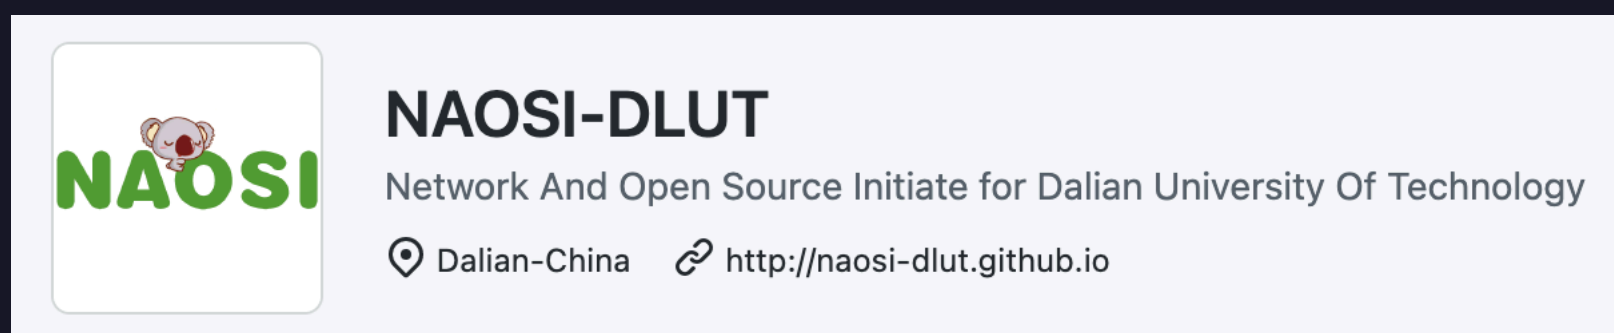 NAOSI
NAOSI-DLUT
Network And Open Source Initiate for Dalian University Of Technology
Dalian-China
http://naosi-dlut.github.io